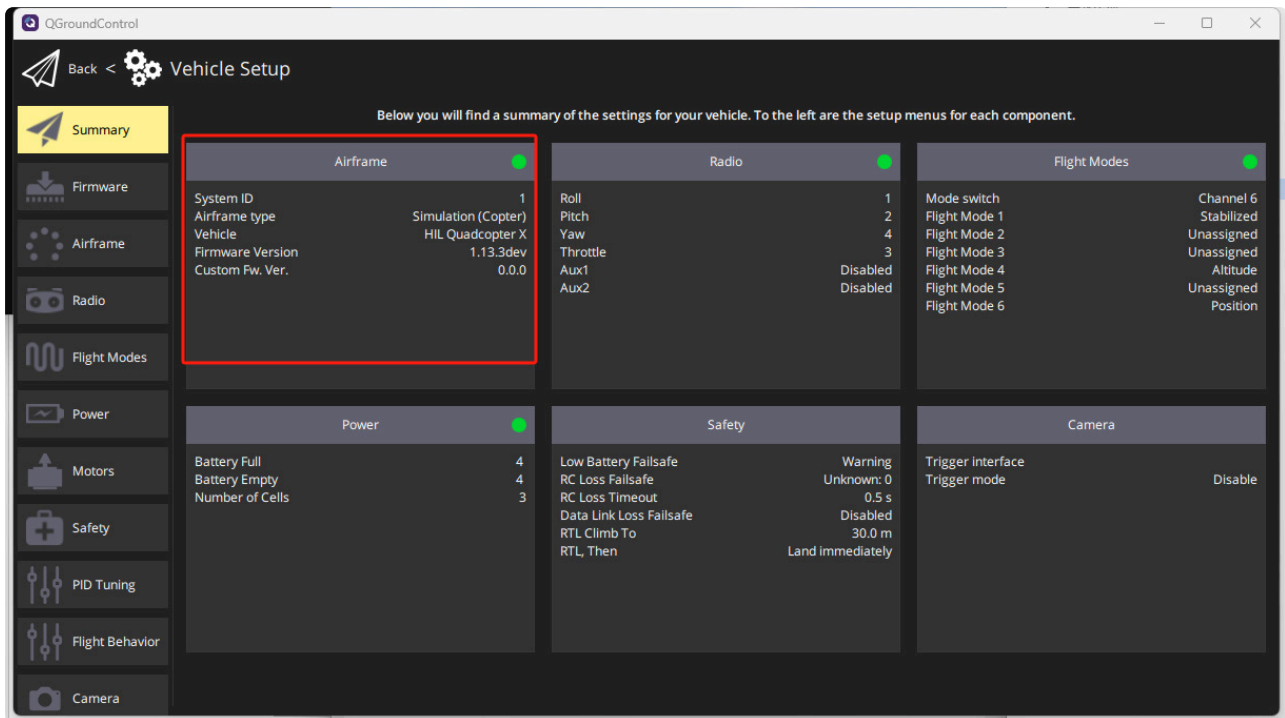 QGroundControl
Back < Vehicle Setup
Below you will find a summary of the settings for your vehicle. To the left are the setup menus for each component.
Summary
Firmware
Airframe
Radio
Flight Modes
Power
Motors
Safety
PID Tuning
Flight Behavior
Camera
Airframe
System ID 1
Airframe type Simulation (Copter)
Vehicle HIL Quadcopter X
Firmware Version 1.13.3dev
Custom Fw. Ver. 0.0.0
Radio
Roll 1
Pitch 2
Yaw 4
Throttle 3
Aux1 Disabled
Aux2 Disabled
Flight Modes
Mode switch Channel 6
Flight Mode 1 Stabilized
Flight Mode 2 Unassigned
Flight Mode 3 Unassigned
Flight Mode 4 Altitude
Flight Mode 5 Unassigned
Flight Mode 6 Position
Power
Battery Full 4
Battery Empty 4
Number of Cells 3
Safety
Low Battery Failsafe Warning
RC Loss Failsafe Unknown: 0
RC Loss Timeout 0.5 s
Data Link Loss Failsafe Disabled
RTL Climb To 30.0 m
RTL, Then Land immediately
Camera
Trigger interface
Trigger mode Disable